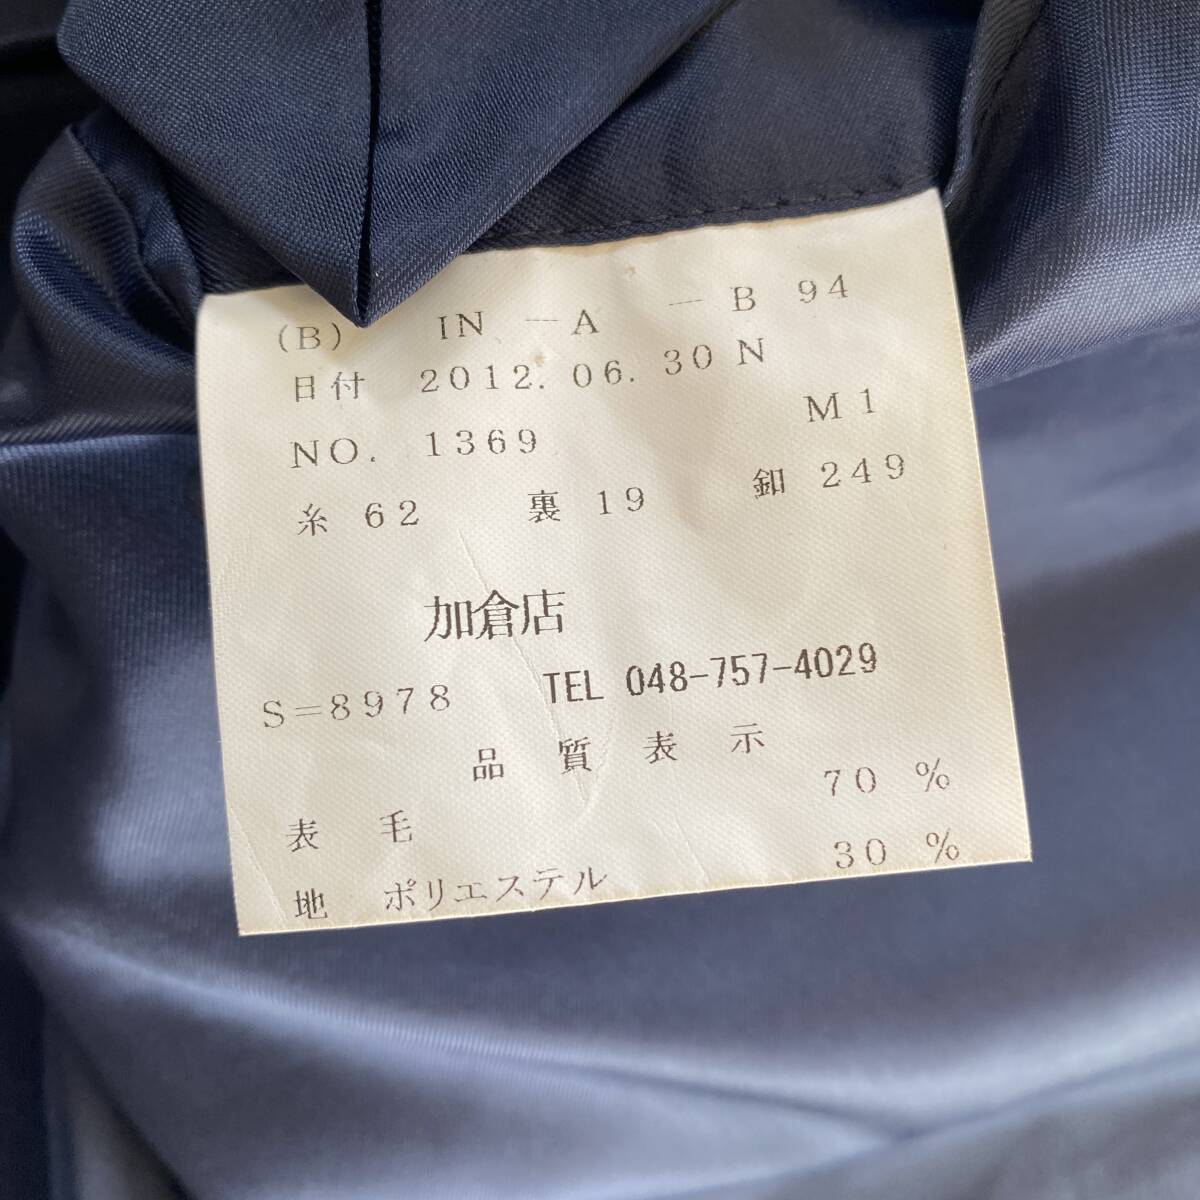 (B) IN —A —B 94
日付 2012. 06. 30 N
NO. 1369 M1
糸 62 裏 19 釦 249
加倉店
S=8978 TEL 048-757-4029
品質表示
表 毛 70 %
地 ポリエステル 30 %